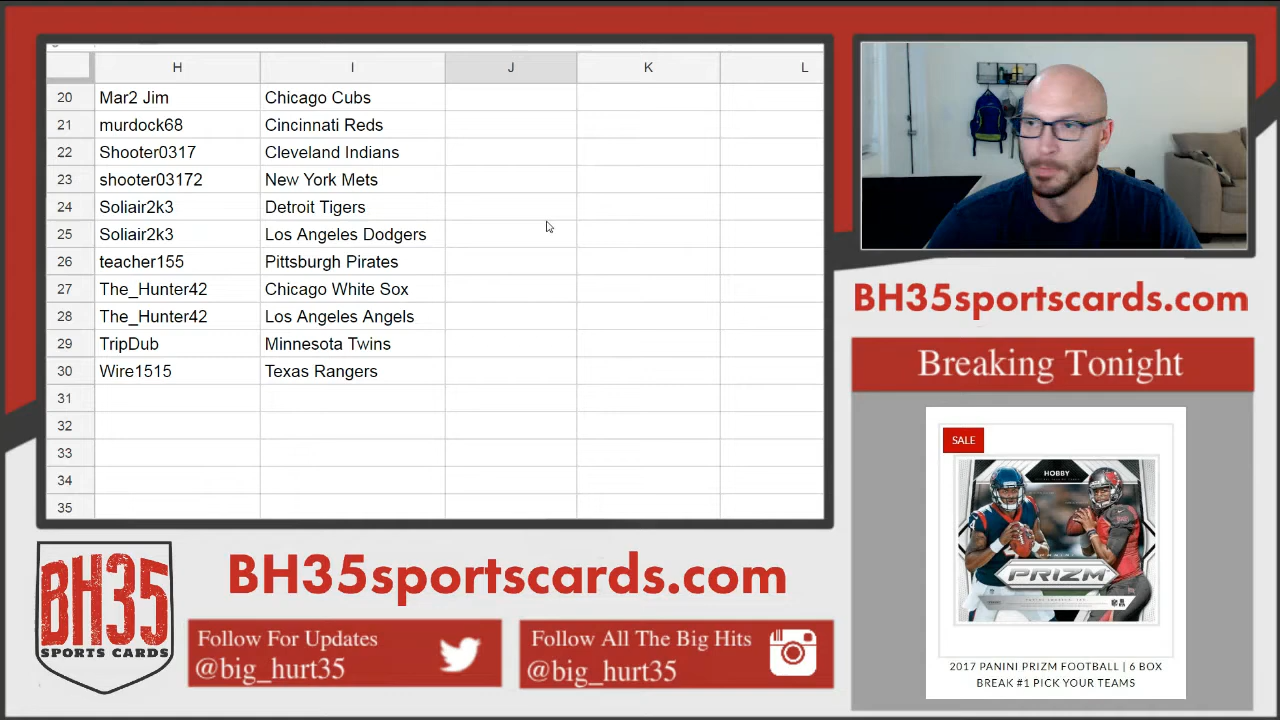 H I J K L
20 Mar2 Jim Chicago Cubs
21 murdock68 Cincinnati Reds
22 Shooter0317 Cleveland Indians
23 shooter03172 New York Mets
24 Soliair2k3 Detroit Tigers
25 Soliair2k3 Los Angeles Dodgers
26 teacher155 Pittsburgh Pirates
27 The_Hunter42 Chicago White Sox
28 The_Hunter42 Los Angeles Angels
29 TripDub Minnesota Twins
30 Wire1515 Texas Rangers
31
32
33
34
35
BH35sportscards.com
Breaking Tonight
SALE
HOBBY
PANINI
PRIZM
2017 PANINI PRIZM FOOTBALL | 6 BOX
BREAK #1 PICK YOUR TEAMS
BH35
SPORTS CARDS
BH35sportscards.com
Follow For Updates
@big_hurt35
Follow All The Big Hits
@big_hurt35